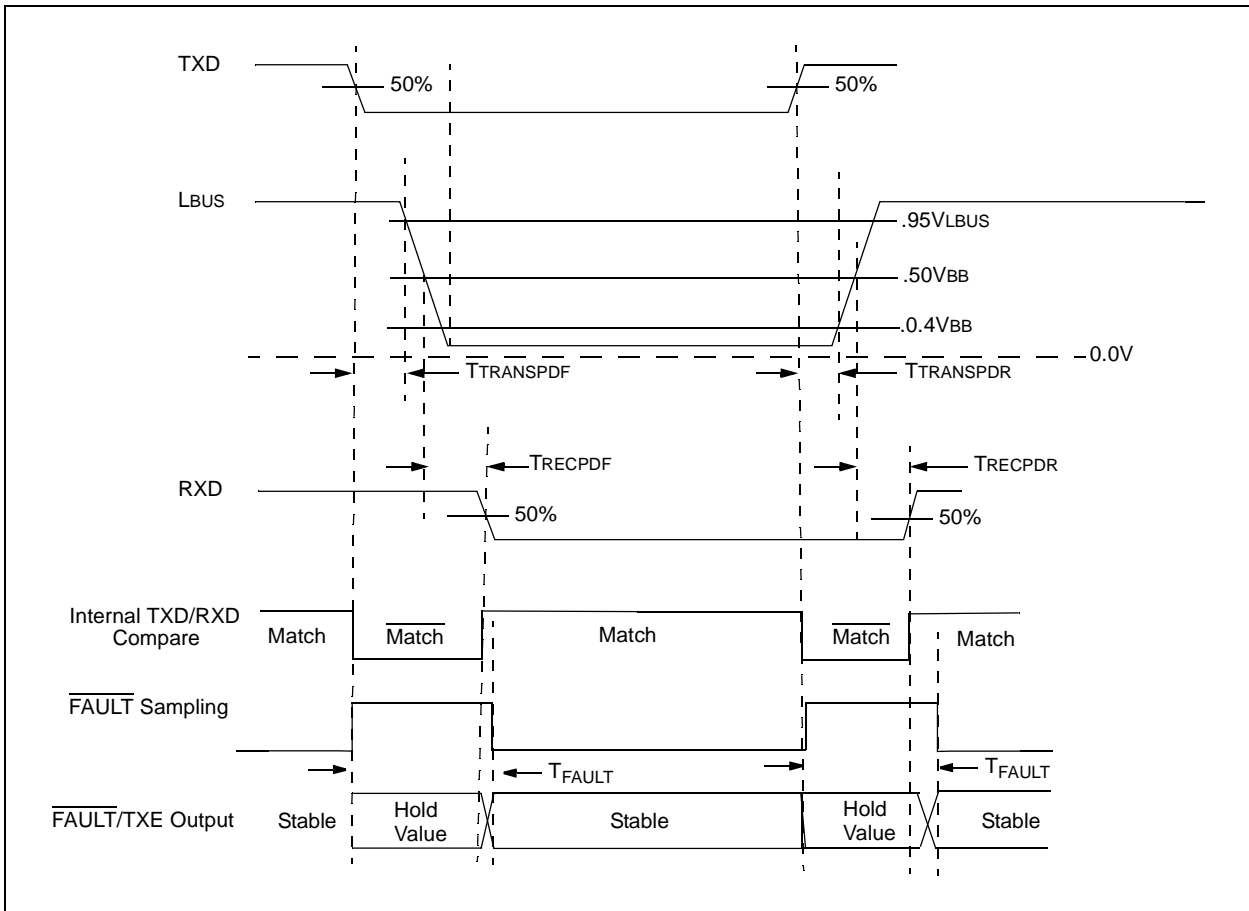 TXD
50%
50%
LBUS
.95VLBUS
.50VBB
.0.4VBB
0.0V
TTRANSPDF
TTRANSPDR
TRECPDF
TRECPDR
RXD
50%
50%
Internal TXD/RXD
Compare
Match
Match
Match
Match
Match
FAULT Sampling
TFAULT
TFAULT
FAULT/TXE Output
Stable
Hold
Value
Stable
Hold
Value
Stable